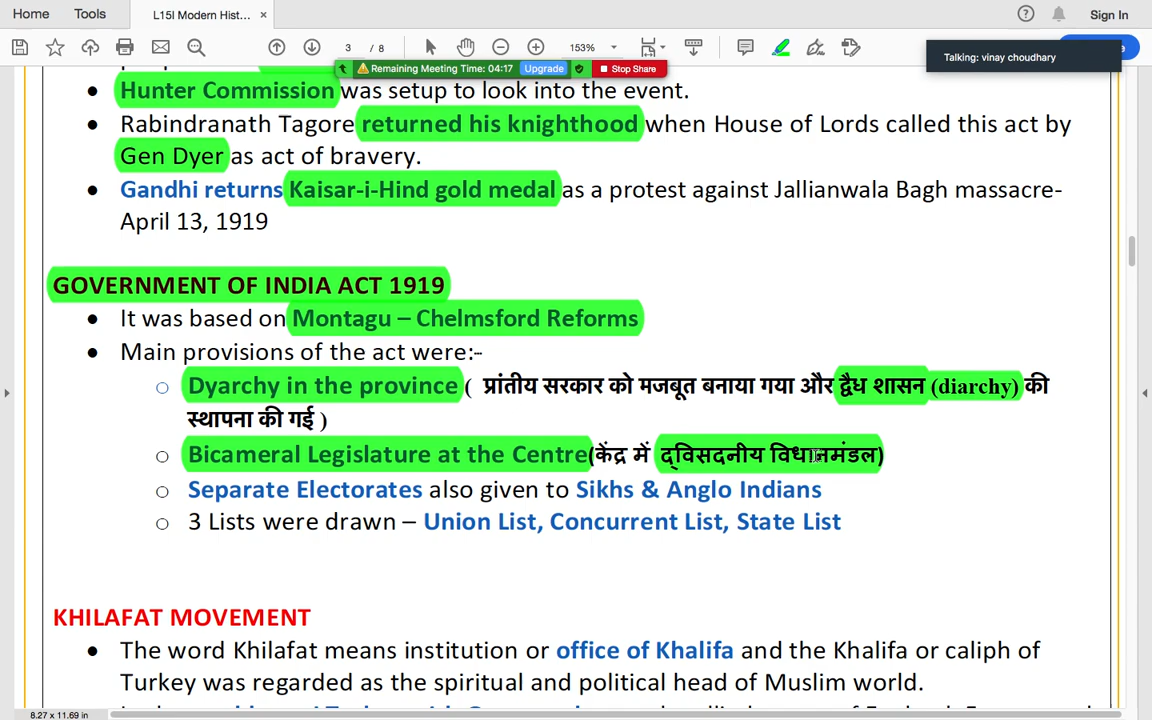 Home Tools L15I Modern Hist... × Sign In
3 / 8 153%
Talking: vinay choudhary
Remaining Meeting Time: 04:17 Upgrade Stop Share
• Hunter Commission was setup to look into the event.
• Rabindranath Tagore returned his knighthood when House of Lords called this act by
Gen Dyer as act of bravery.
• Gandhi returns Kaisar-i-Hind gold medal as a protest against Jallianwala Bagh massacre-
April 13, 1919
GOVERNMENT OF INDIA ACT 1919
• It was based on Montagu – Chelmsford Reforms
• Main provisions of the act were:-
○ Dyarchy in the province ( प्रांतीय सरकार को मजबूत बनाया गया और द्वैध शासन (diarchy) की
स्थापना की गई )
○ Bicameral Legislature at the Centre(केंद्र में द्विसदनीय विधानमंडल)
○ Separate Electorates also given to Sikhs & Anglo Indians
○ 3 Lists were drawn – Union List, Concurrent List, State List
KHILAFAT MOVEMENT
• The word Khilafat means institution or office of Khalifa and the Khalifa or caliph of
Turkey was regarded as the spiritual and political head of Muslim world.
8.27 x 11.69 in